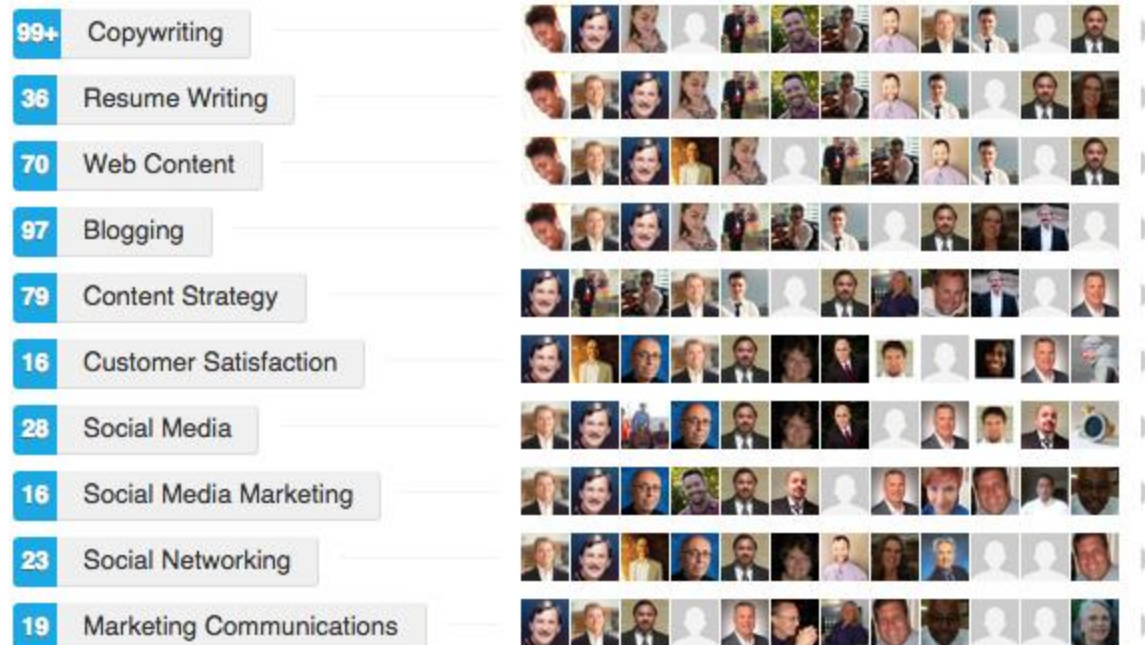 99+ Copywriting
36 Resume Writing
70 Web Content
97 Blogging
79 Content Strategy
16 Customer Satisfaction
28 Social Media
16 Social Media Marketing
23 Social Networking
19 Marketing Communications